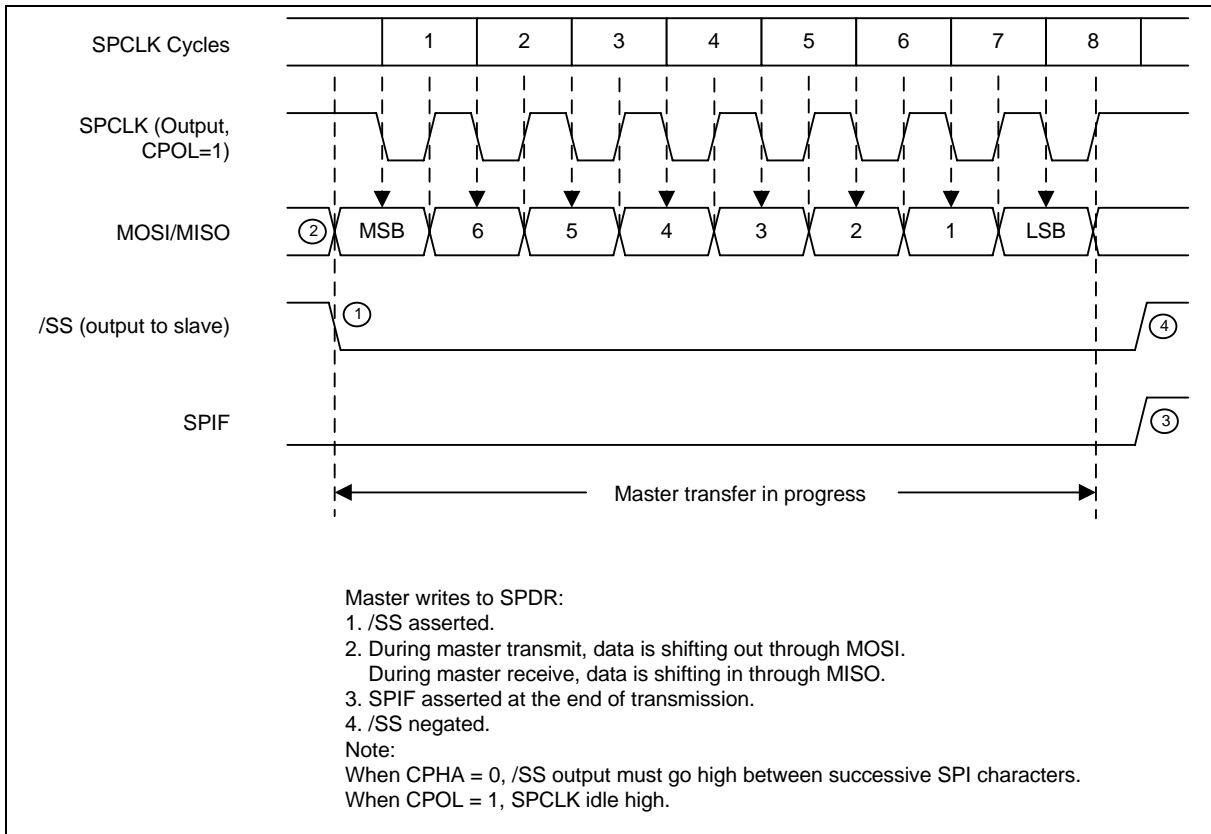 SPCLK Cycles
1 2 3 4 5 6 7 8
SPCLK (Output,
CPOL=1)
MOSI/MISO
2 MSB 6 5 4 3 2 1 LSB
/SS (output to slave)
1
4
SPIF
3
Master transfer in progress
Master writes to SPDR:
1. /SS asserted.
2. During master transmit, data is shifting out through MOSI.
During master receive, data is shifting in through MISO.
3. SPIF asserted at the end of transmission.
4. /SS negated.
Note:
When CPHA = 0, /SS output must go high between successive SPI characters.
When CPOL = 1, SPCLK idle high.